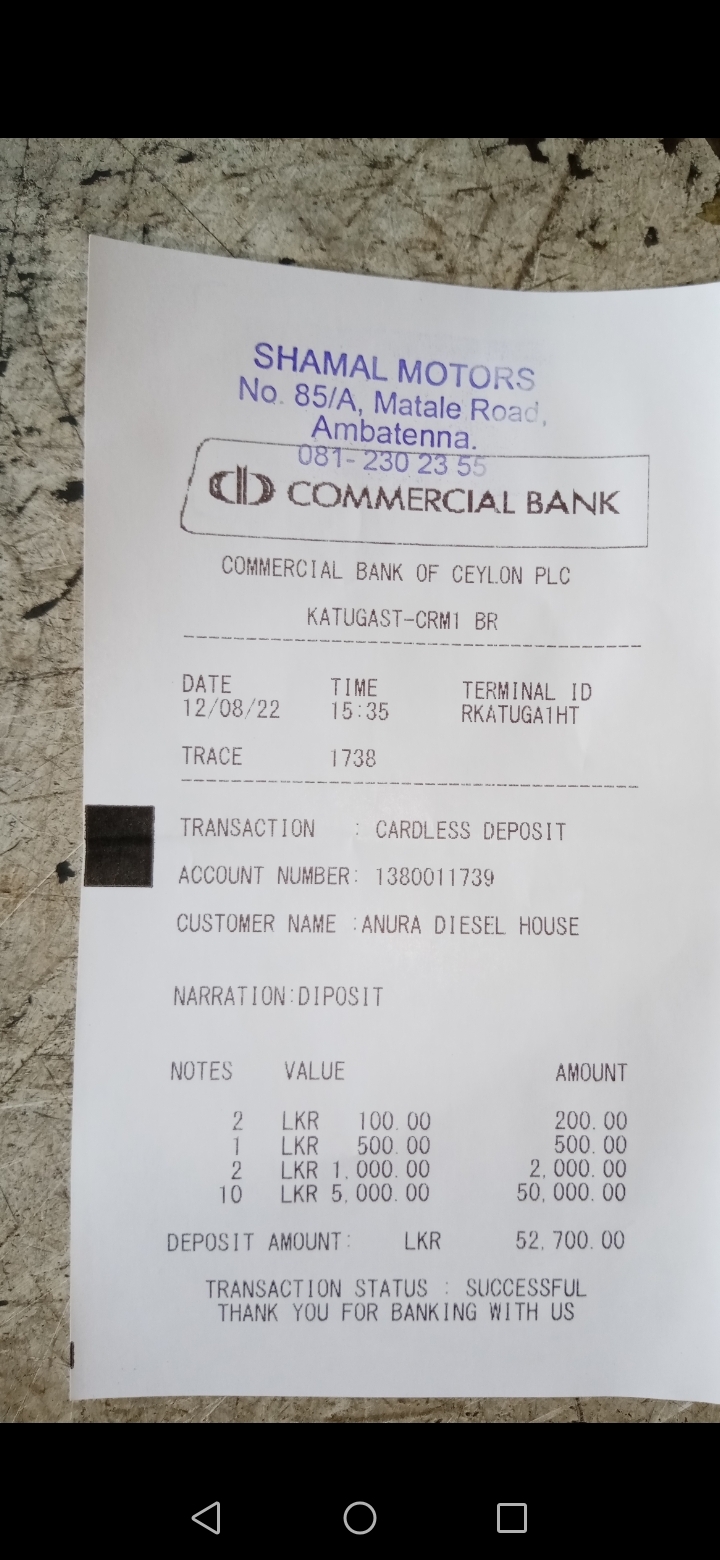 SHAMAL MOTORS
No. 85/A, Matale Road,
Ambatenna.
081- 230 23 55
COMMERCIAL BANK
COMMERCIAL BANK OF CEYLON PLC
KATUGAST-CRM1 BR
DATE TIME TERMINAL ID
12/08/22 15:35 RKATUGA1HT
TRACE 1738
TRANSACTION : CARDLESS DEPOSIT
ACCOUNT NUMBER: 1380011739
CUSTOMER NAME :ANURA DIESEL HOUSE
NARRATION:DIPOSIT
NOTES VALUE AMOUNT
2 LKR 100.00 200.00
1 LKR 500.00 500.00
2 LKR 1,000.00 2,000.00
10 LKR 5,000.00 50,000.00
DEPOSIT AMOUNT: LKR 52,700.00
TRANSACTION STATUS : SUCCESSFUL
THANK YOU FOR BANKING WITH US